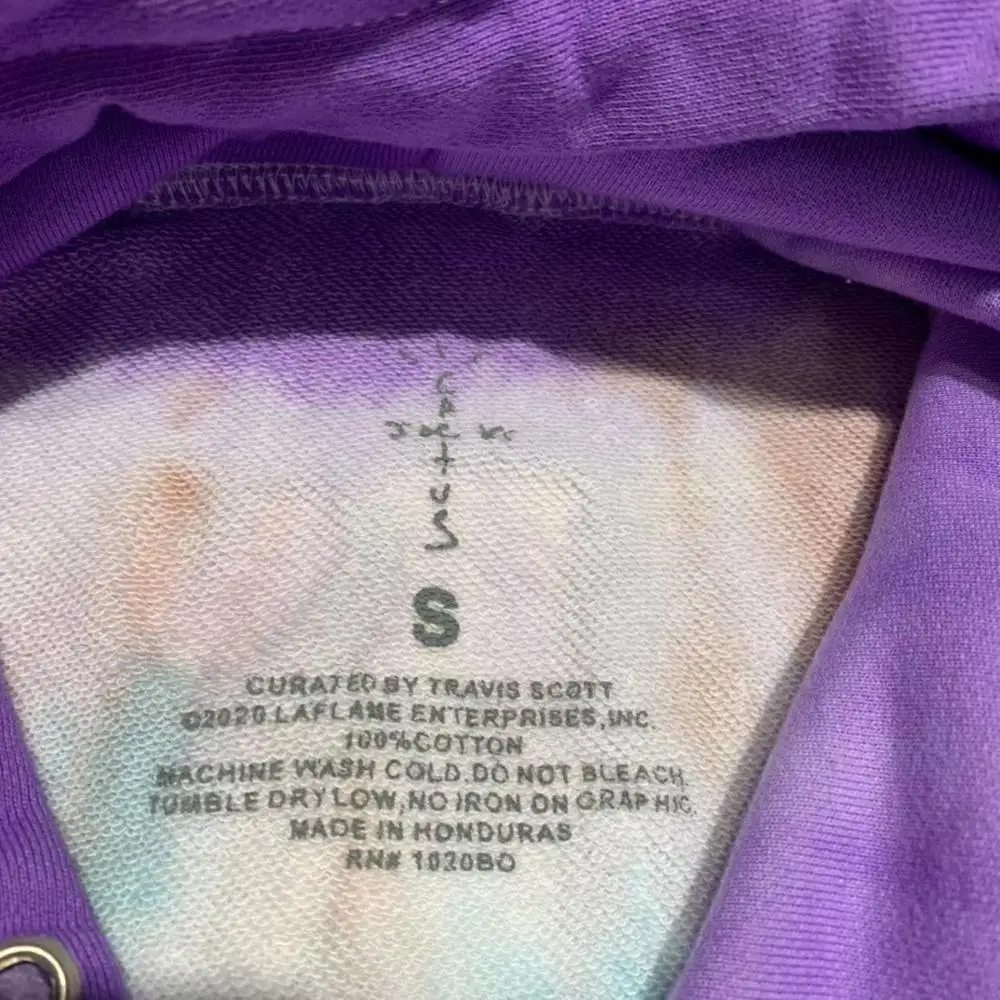 S
CURATED BY TRAVIS SCOTT
©2020 LAFLAME ENTERPRISES, INC.
100% COTTON
MACHINE WASH COLD. DO NOT BLEACH.
TUMBLE DRY LOW, NO IRON ON GRAPHIC.
MADE IN HONDURAS
RN# 1020BO